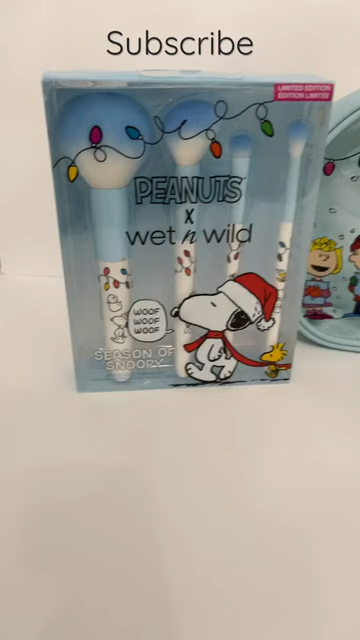 Subscribe
LIMITED EDITION
ÉDITION LIMITÉE
PEANUTS
X
wet n wild
WOOF
WOOF
WOOF
SEASON OF
SNOOPY